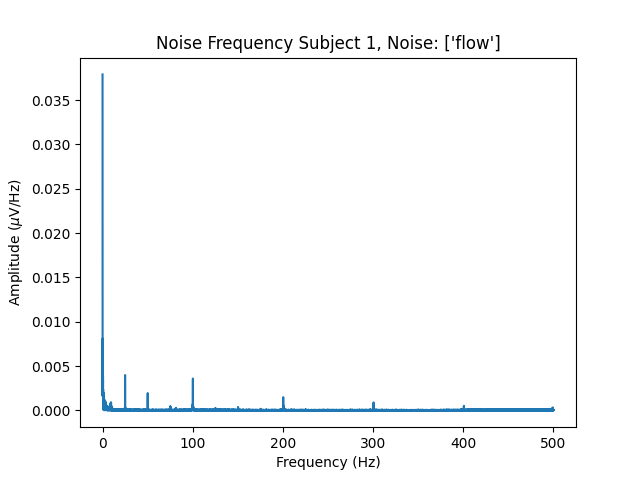 Noise Frequency Subject 1, Noise: ['flow']
0.035
0.030
0.025
0.020
0.015
0.010
0.005
0.000
Amplitude (μV/Hz)
0 100 200 300 400 500
Frequency (Hz)